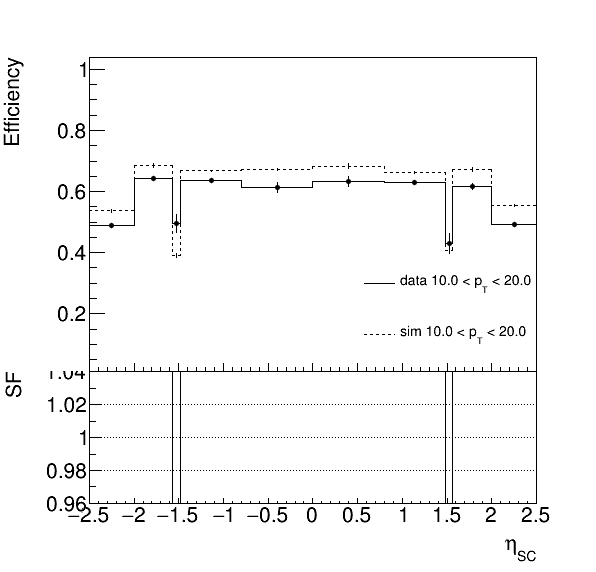 Efficiency
1
0.8
0.6
0.4
0.2
data 10.0 < p_T < 20.0
sim 10.0 < p_T < 20.0
SF
1.04
1.02
1
0.98
0.96
−2.5 −2 −1.5 −1 −0.5 0 0.5 1 1.5 2 2.5
η_SC